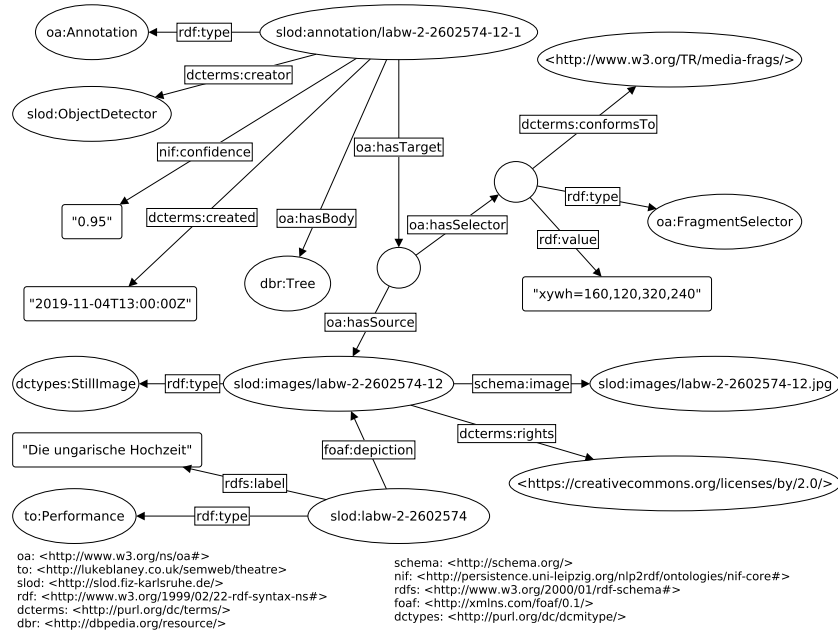 oa:Annotation
rdf:type
slod:annotation/labw-2-2602574-12-1
<http://www.w3.org/TR/media-frags/>
dcterms:creator
slod:ObjectDetector
dcterms:conformsTo
nif:confidence
oa:hasTarget
rdf:type
"0.95"
dcterms:created
oa:hasBody
oa:hasSelector
oa:FragmentSelector
rdf:value
dbr:Tree
"2019-11-04T13:00:00Z"
"xywh=160,120,320,240"
oa:hasSource
dctypes:StillImage
rdf:type
slod:images/labw-2-2602574-12
schema:image
slod:images/labw-2-2602574-12.jpg
dcterms:rights
"Die ungarische Hochzeit"
foaf:depiction
rdfs:label
<https://creativecommons.org/licenses/by/2.0/>
to:Performance
rdf:type
slod:labw-2-2602574
oa: <http://www.w3.org/ns/oa#>
to: <http://lukeblaney.co.uk/semweb/theatre>
slod: <http://slod.fiz-karlsruhe.de/>
rdf: <http://www.w3.org/1999/02/22-rdf-syntax-ns#>
dcterms: <http://purl.org/dc/terms/>
dbr: <http://dbpedia.org/resource/>
schema: <http://schema.org/>
nif: <http://persistence.uni-leipzig.org/nlp2rdf/ontologies/nif-core#>
rdfs: <http://www.w3.org/2000/01/rdf-schema#>
foaf: <http://xmlns.com/foaf/0.1/>
dctypes: <http://purl.org/dc/dcmitype/>